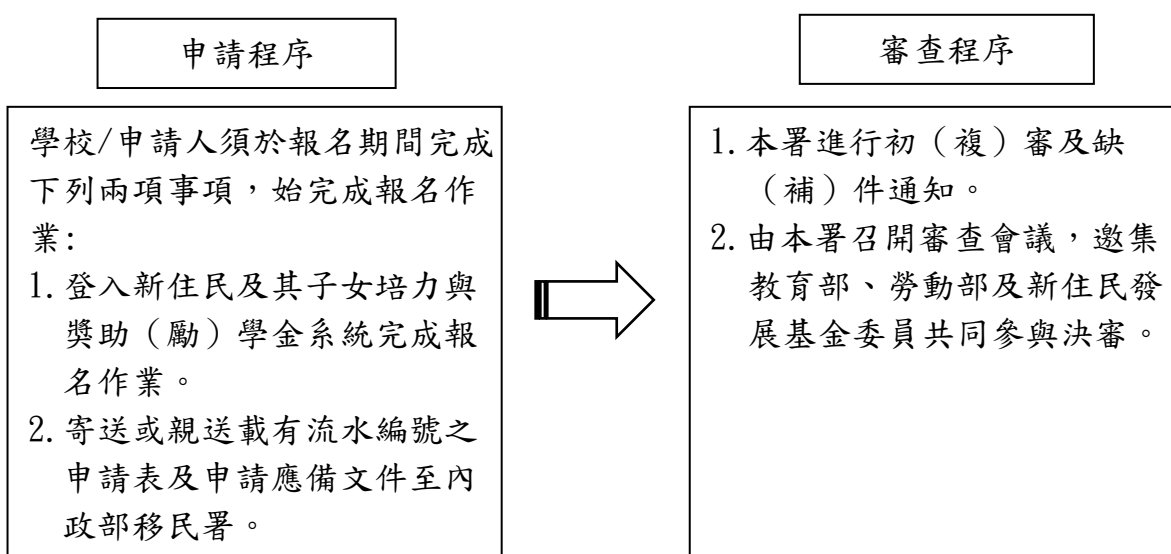 申請程序
學校/申請人須於報名期間完成
下列兩項事項，始完成報名作
業:
1.登入新住民及其子女培力與
獎助（勵）學金系統完成報
名作業。
2.寄送或親送載有流水編號之
申請表及申請應備文件至內
政部移民署。
審查程序
1.本署進行初（複）審及缺
（補）件通知。
2.由本署召開審查會議，邀集
教育部、勞動部及新住民發
展基金委員共同參與決審。